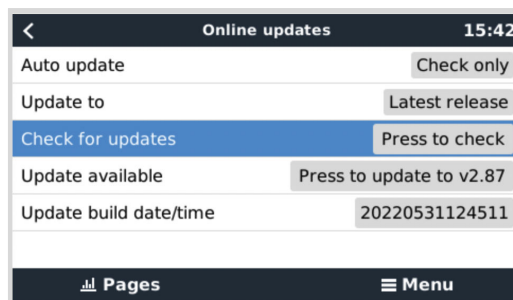 Online updates 15:42
Auto update Check only
Update to Latest release
Check for updates Press to check
Update available Press to update to v2.87
Update build date/time 20220531124511
Pages Menu